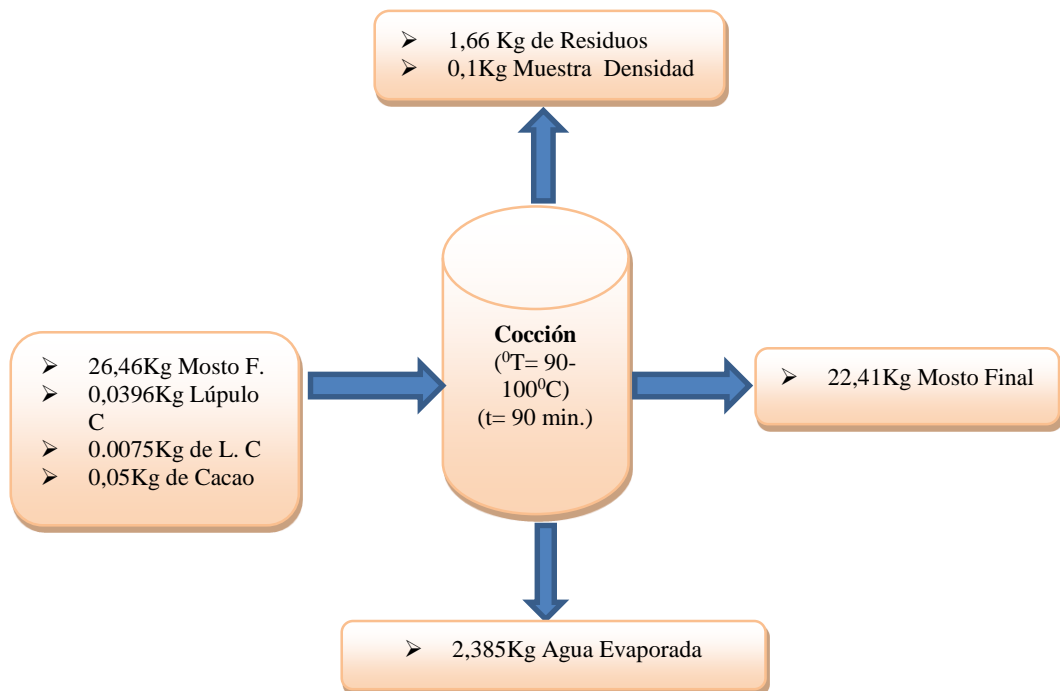 ➢ 1,66 Kg de Residuos
➢ 0,1Kg Muestra Densidad
Cocción
(⁰T= 90-
100⁰C)
(t= 90 min.)
➢ 26,46Kg Mosto F.
➢ 0,0396Kg Lúpulo
C
➢ 0.0075Kg de L. C
➢ 0,05Kg de Cacao
➢ 22,41Kg Mosto Final
➢ 2,385Kg Agua Evaporada